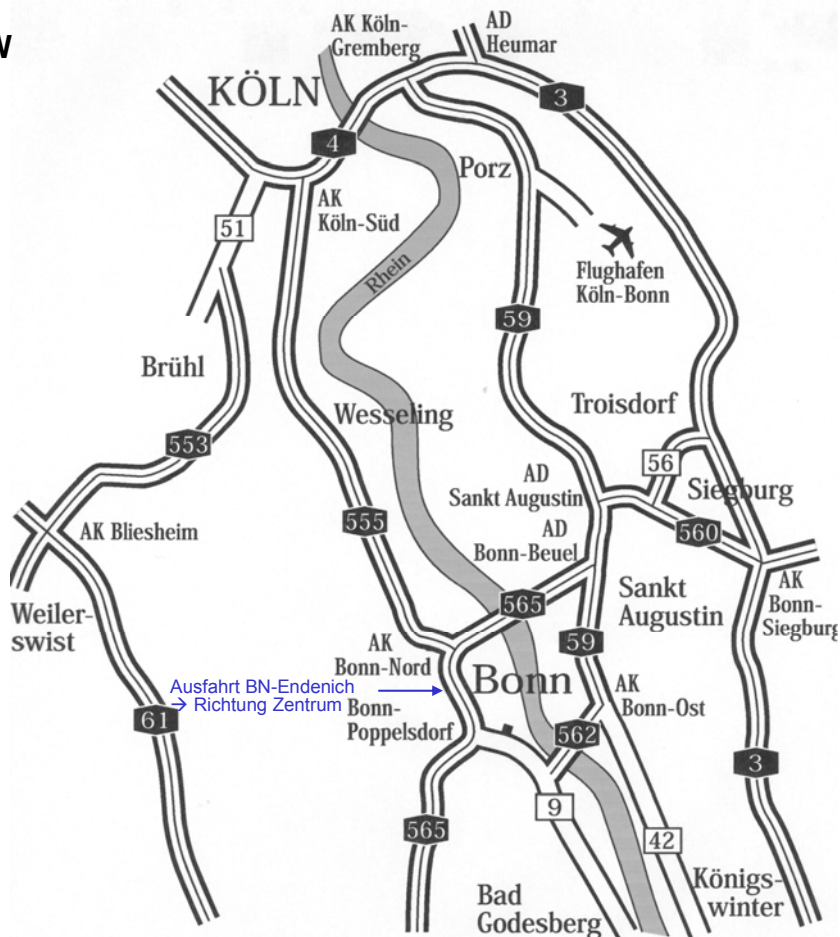 W
AK Köln-
Gremberg
AD
Heumar
KÖLN
3
4
Porz
AK
Köln-Süd
51
Flughafen
Köln-Bonn
Rhein
59
Brühl
Wesseling
Troisdorf
553
56
AD
Sankt Augustin
Siegburg
555
AK Bliesheim
AD
Bonn-Beuel
560
565
Sankt
Augustin
AK
Bonn-
Siegburg
Weiler-
swist
59
AK
Bonn-Nord
Bonn
Ausfahrt BN-Endenich
→ Richtung Zentrum
AK
Bonn-Ost
61
Bonn-
Poppelsdorf
562
3
9
565
42
Bad
Godesberg
Königs-
winter